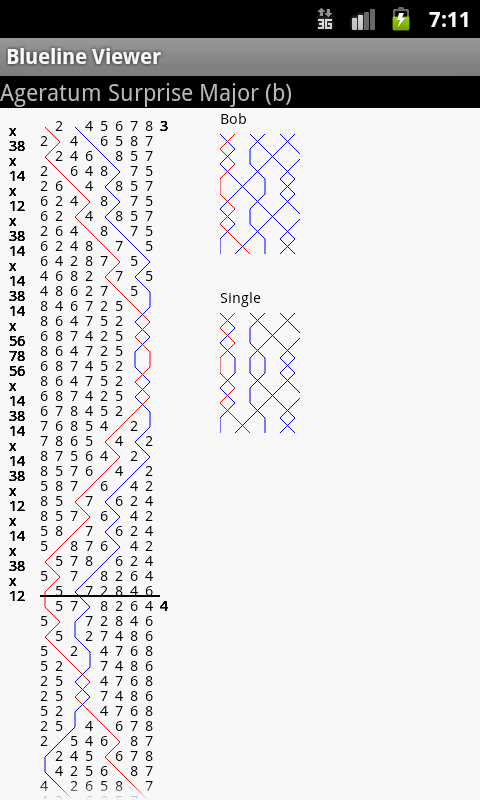 7:11
3G
Blueline Viewer
Ageratum Surprise Major (b)
2 4 5 6 7 8 3
x
2 4 6 5 8 7
38
2 4 6 8 5 7
x
2 6 4 8 7 5
14
2 6 4 8 5 7
x
6 2 4 8 7 5
12
6 2 4 8 5 7
x
2 6 4 8 7 5
38
6 2 4 8 7 5
14
6 4 2 8 7 5
x
4 6 8 2 7 5
14
4 8 6 2 7 5
38
8 4 6 7 2 5
14
8 6 4 7 5 2
x
6 8 7 4 2 5
56
8 6 4 7 2 5
78
6 8 7 4 5 2
56
8 6 4 7 5 2
x
6 8 7 4 2 5
14
6 7 8 4 5 2
38
7 6 8 5 4 2
14
7 8 6 5 4 2
x
8 7 5 6 4 2
14
8 5 7 6 4 2
38
5 8 7 6 4 2
x
8 5 7 6 2 4
12
8 5 7 6 4 2
x
5 8 7 6 2 4
14
5 8 7 6 4 2
x
5 7 8 6 2 4
38
5 7 8 2 6 4
x
5 7 2 8 4 6
12
5 7 8 2 6 4 4
5 7 2 8 4 6
5 2 7 4 8 6
5 2 4 7 6 8
5 2 7 4 8 6
2 5 4 7 6 8
2 5 7 4 8 6
5 2 4 7 6 8
5 2 4 6 7 8
2 5 4 6 8 7
2 4 5 6 7 8
4 2 5 6 8 7
4 2 6 5 8 7
Bob
Single